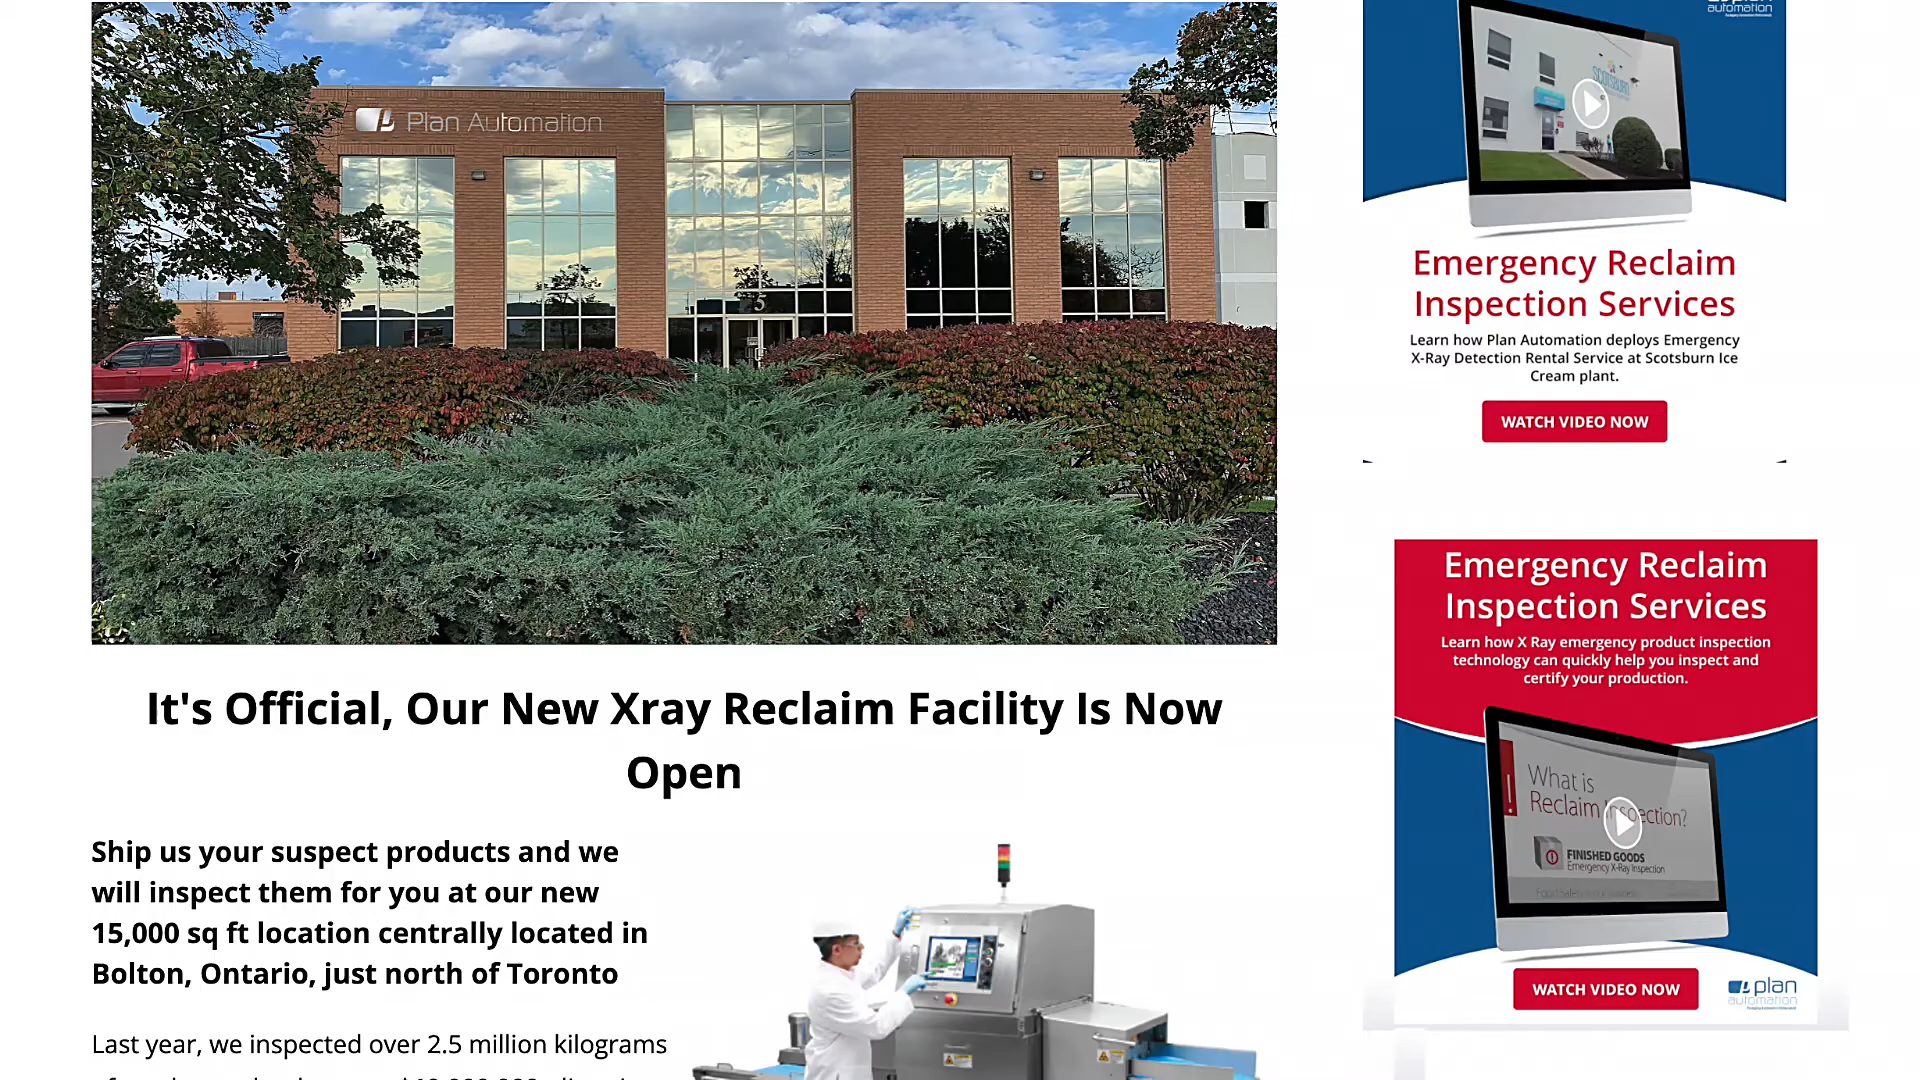 Plan Automation
5
It's Official, Our New Xray Reclaim Facility Is Now
Open
Ship us your suspect products and we
will inspect them for you at our new
15,000 sq ft location centrally located in
Bolton, Ontario, just north of Toronto
Last year, we inspected over 2.5 million kilograms
automation
SCOTSBURN
Emergency Reclaim
Inspection Services
Learn how Plan Automation deploys Emergency
X-Ray Detection Rental Service at Scotsburn Ice
Cream plant.
WATCH VIDEO NOW
Emergency Reclaim
Inspection Services
Learn how X Ray emergency product inspection
technology can quickly help you inspect and
certify your production.
What is
Reclaim Inspection?
FINISHED GOODS
Emergency X-Ray Inspection
WATCH VIDEO NOW
plan
automation